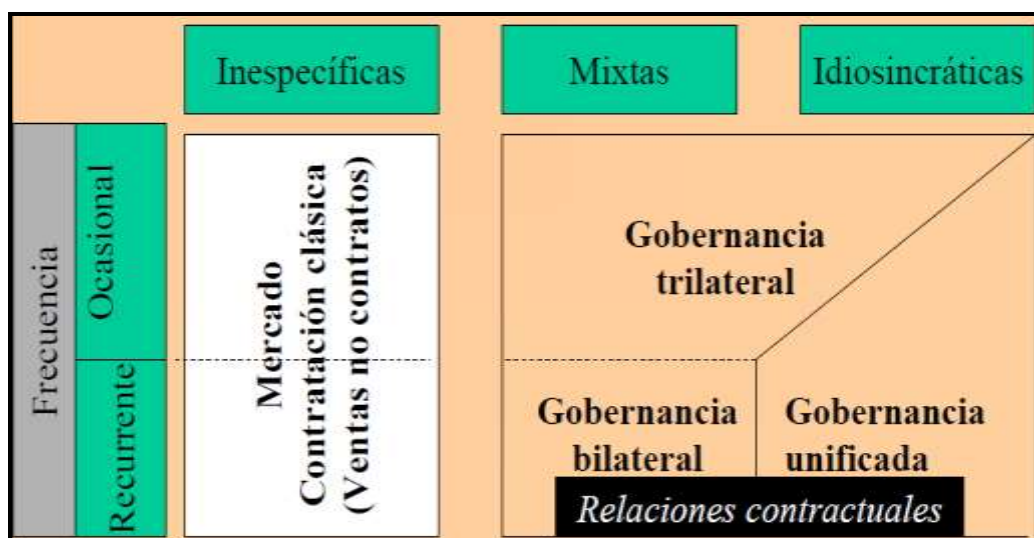 Inespecíficas
Mixtas
Idiosincráticas
Frecuencia
Ocasional
Recurrente
Mercado
Contratación clásica
(Ventas no contratos)
Gobernancia
trilateral
Gobernancia
bilateral
Gobernancia
unificada
Relaciones contractuales